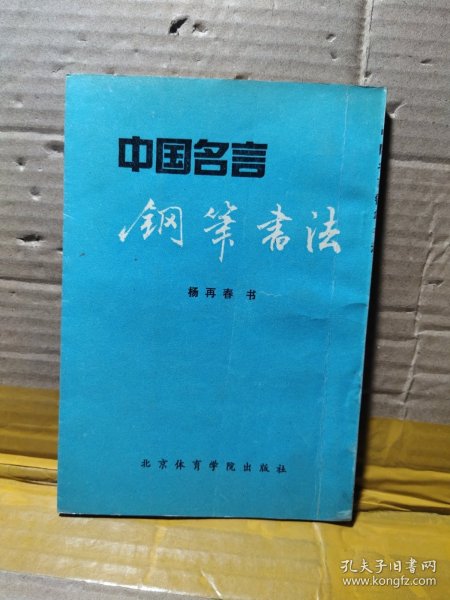 中国名言
钢笔书法
杨再春 书
北京体育学院出版社
孔夫子旧书网
www.kongfz.com